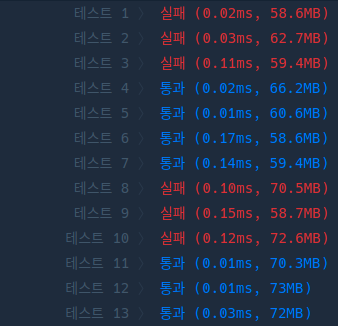 테스트 1 〉 실패 (0.02ms, 58.6MB)
테스트 2 〉 실패 (0.03ms, 62.7MB)
테스트 3 〉 실패 (0.11ms, 59.4MB)
테스트 4 〉 통과 (0.02ms, 66.2MB)
테스트 5 〉 통과 (0.01ms, 60.6MB)
테스트 6 〉 통과 (0.17ms, 58.6MB)
테스트 7 〉 통과 (0.14ms, 59.4MB)
테스트 8 〉 실패 (0.10ms, 70.5MB)
테스트 9 〉 실패 (0.15ms, 58.7MB)
테스트 10 〉 실패 (0.12ms, 72.6MB)
테스트 11 〉 통과 (0.01ms, 70.3MB)
테스트 12 〉 통과 (0.01ms, 73MB)
테스트 13 〉 통과 (0.03ms, 72MB)